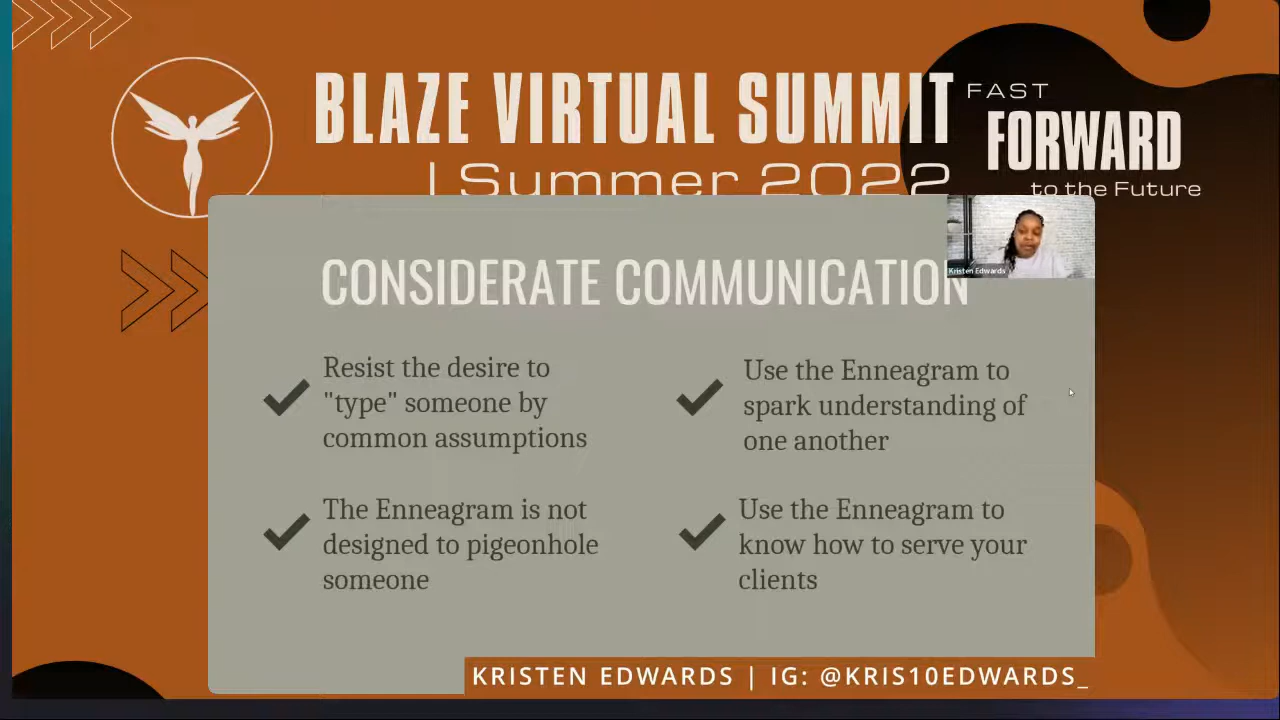 BLAZE VIRTUAL SUMMIT
| Summer 2022
FAST
FORWARD
to the Future
Kristen Edwards
CONSIDERATE COMMUNICATION
Resist the desire to
"type" someone by
common assumptions
Use the Enneagram to
spark understanding of
one another
The Enneagram is not
designed to pigeonhole
someone
Use the Enneagram to
know how to serve your
clients
KRISTEN EDWARDS | IG: @KRIS10EDWARDS_